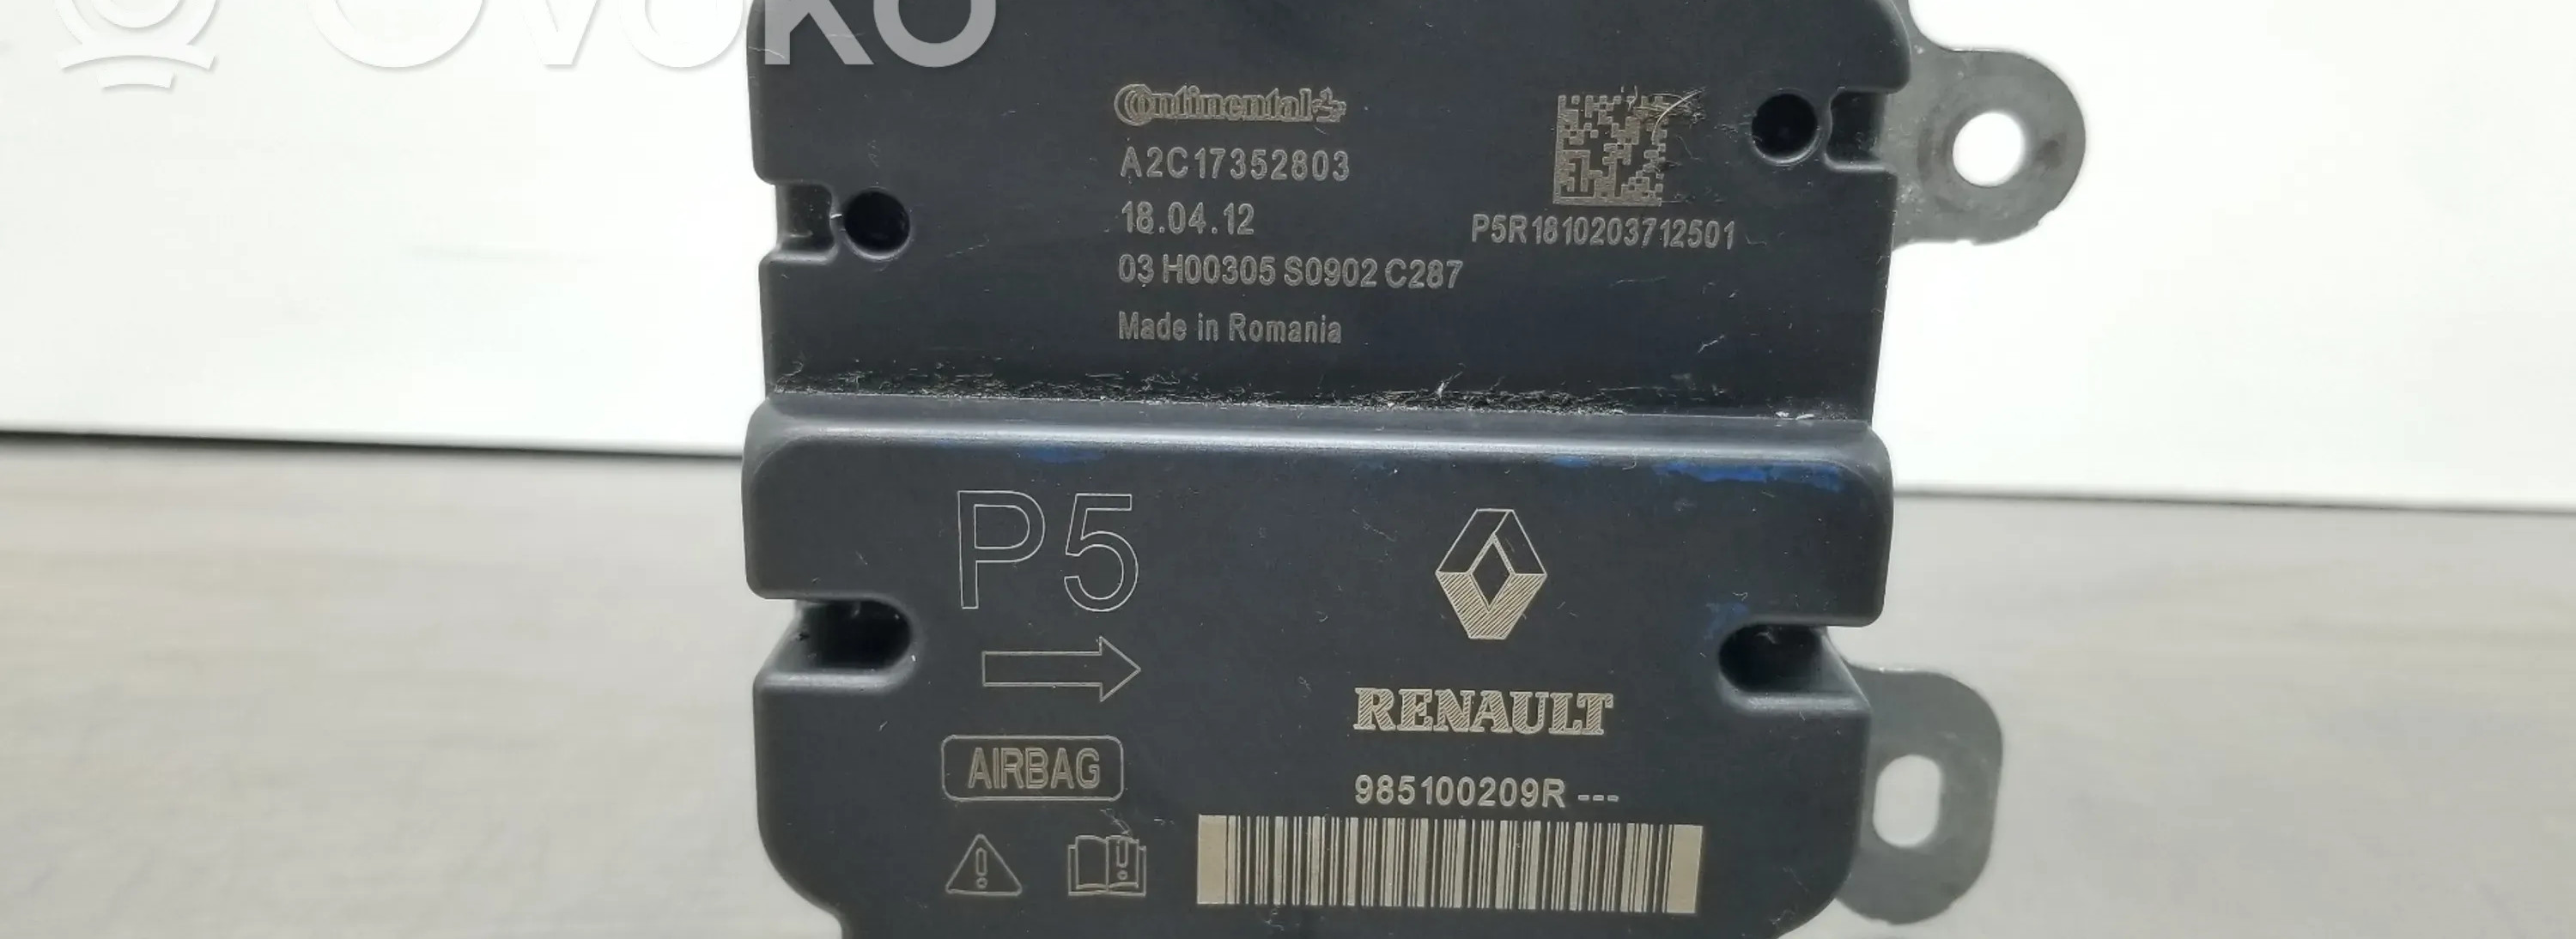 OVOKO
Continental
A2C17352803
18.04.12
P5R1810203712501
03 H00305 S0902 C287
Made in Romania
P5
RENAULT
AIRBAG
985100209R ---